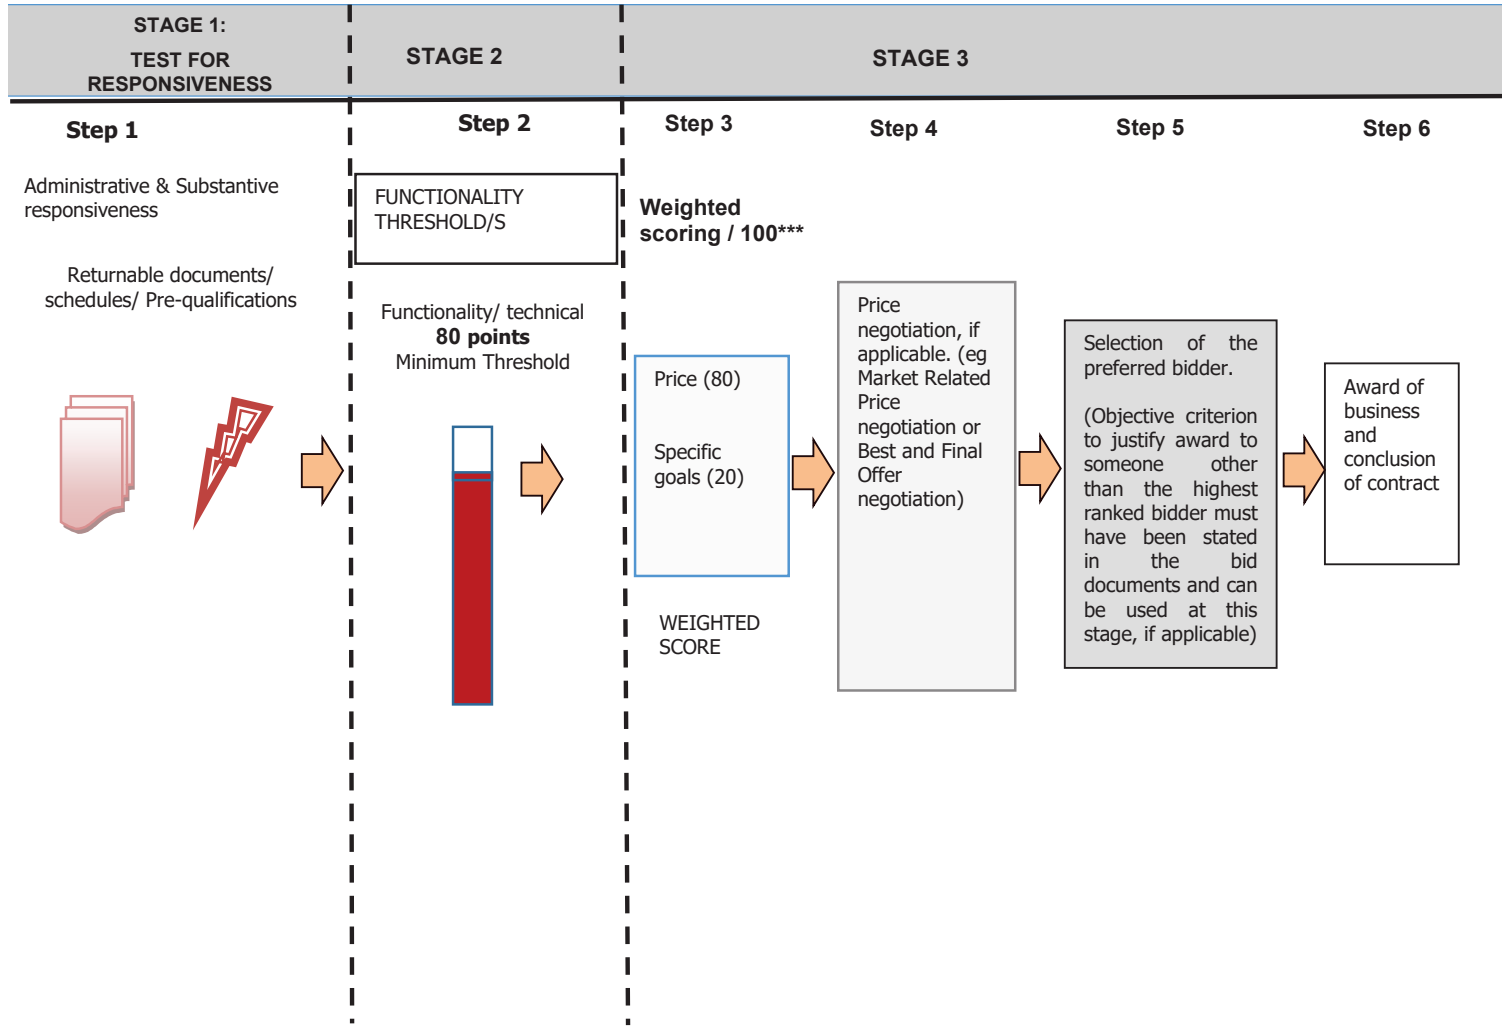 STAGE 1:
TEST FOR
RESPONSIVENESS
STAGE 2
STAGE 3
Step 1
Step 2
Step 3
Step 4
Step 5
Step 6
Administrative & Substantive
responsiveness
Returnable documents/
schedules/ Pre-qualifications
FUNCTIONALITY
THRESHOLD/S
Functionality/ technical
80 points
Minimum Threshold
Weighted
scoring / 100***
Price (80)
Specific
goals (20)
WEIGHTED
SCORE
Price
negotiation, if
applicable. (eg
Market Related
Price
negotiation or
Best and Final
Offer
negotiation)
Selection of the
preferred bidder.
(Objective criterion
to justify award to
someone other
than the highest
ranked bidder must
have been stated
in the bid
documents and can
be used at this
stage, if applicable)
Award of
business
and
conclusion
of contract